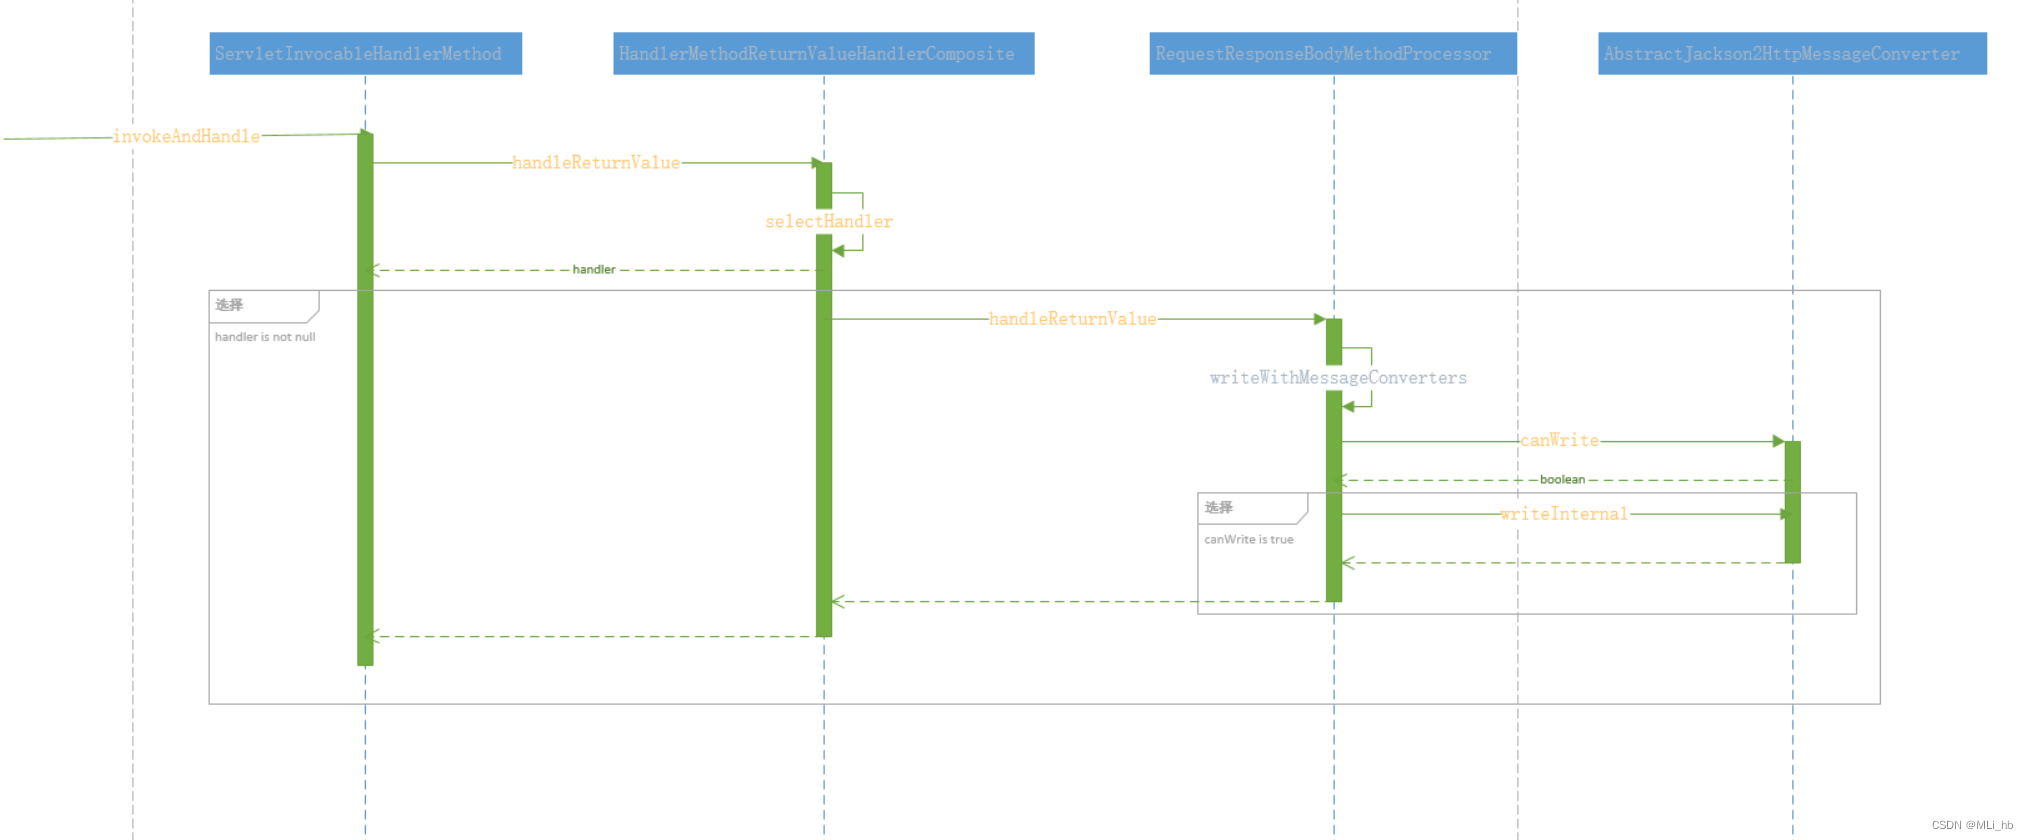 ServletInvocableHandlerMethod
HandlerMethodReturnValueHandlerComposite
RequestResponseBodyMethodProcessor
AbstractJackson2HttpMessageConverter
invokeAndHandle
handleReturnValue
selectHandler
handler
选择
handler is not null
handleReturnValue
writeWithMessageConverters
canWrite
boolean
选择
writeInternal
canWrite is true
CSDN @MLi_hb